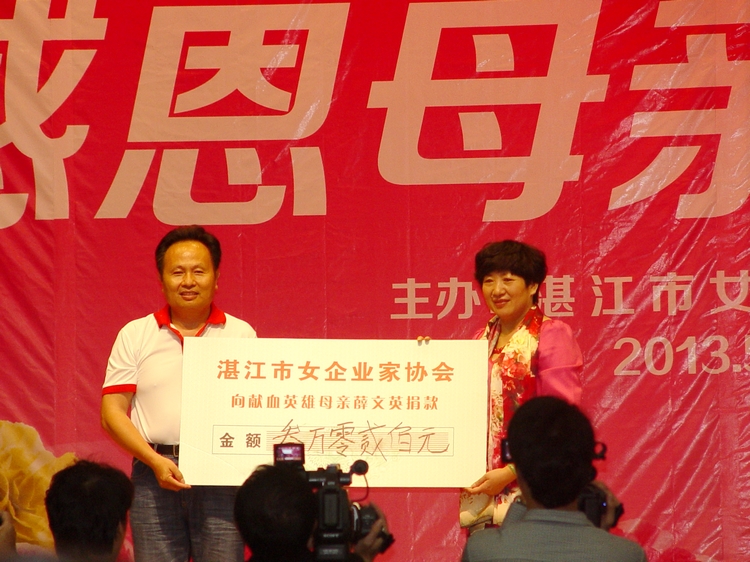 感恩母亲
主办 湛江市女
2013.5
湛江市女企业家协会
向献血英雄母亲薛文英捐款
金额 叁万零贰佰元